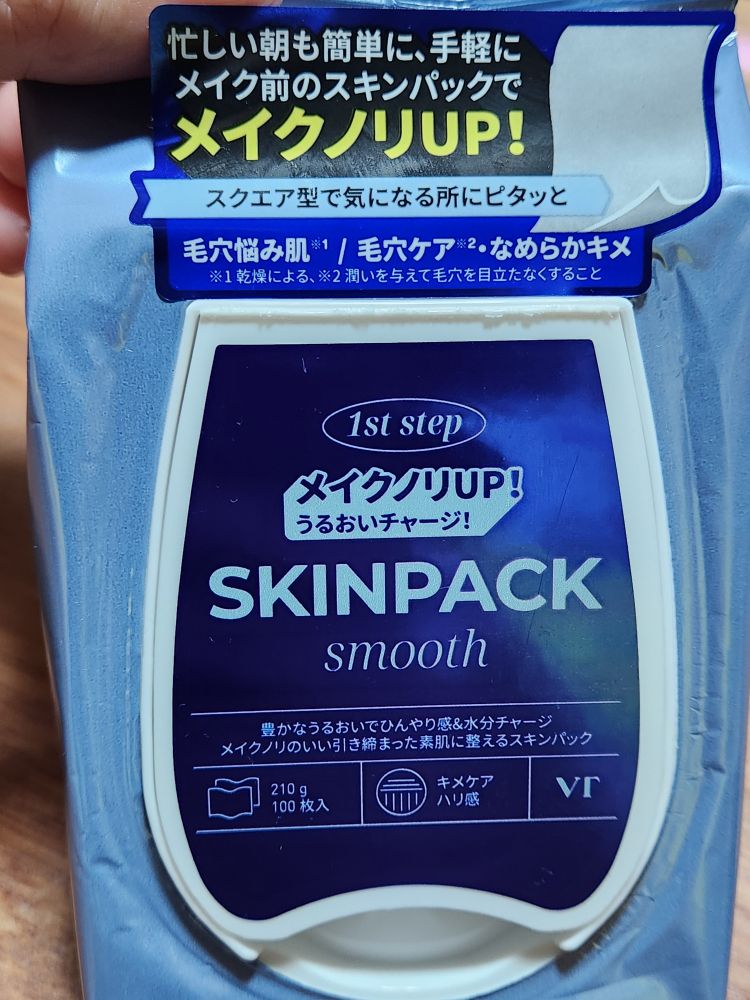 忙しい朝も簡単に、手軽に
メイク前のスキンパックで
メイクノリUP!
スクエア型で気になる所にピタッと
毛穴悩み肌※1 / 毛穴ケア※2・なめらかキメ
※1 乾燥による、※2 潤いを与えて毛穴を目立たなくすること
1st step
メイクノリUP!
うるおいチャージ!
SKINPACK
smooth
豊かなうるおいでひんやり感&水分チャージ
メイクノリのいい引き締まった素肌に整えるスキンパック
210 g
100 枚入
キメケア
ハリ感
VT